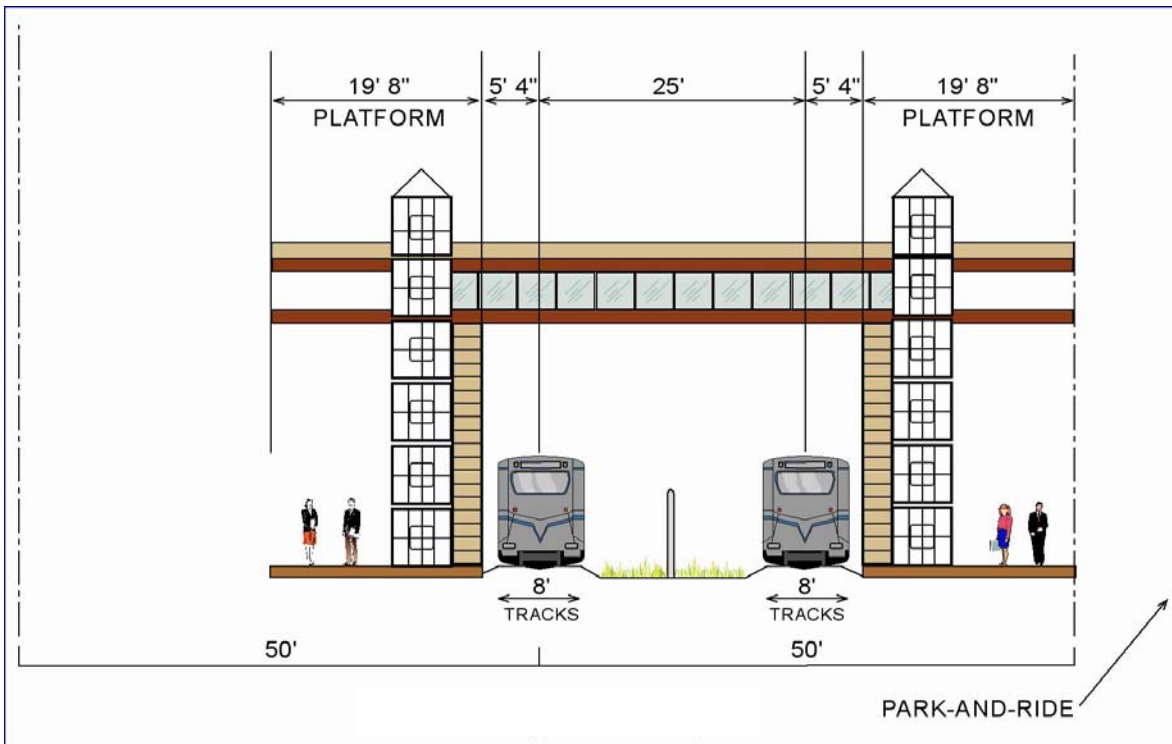 19' 8" 5' 4" 25' 5' 4" 19' 8"
PLATFORM PLATFORM
8' 8'
TRACKS TRACKS
50' 50'
PARK-AND-RIDE